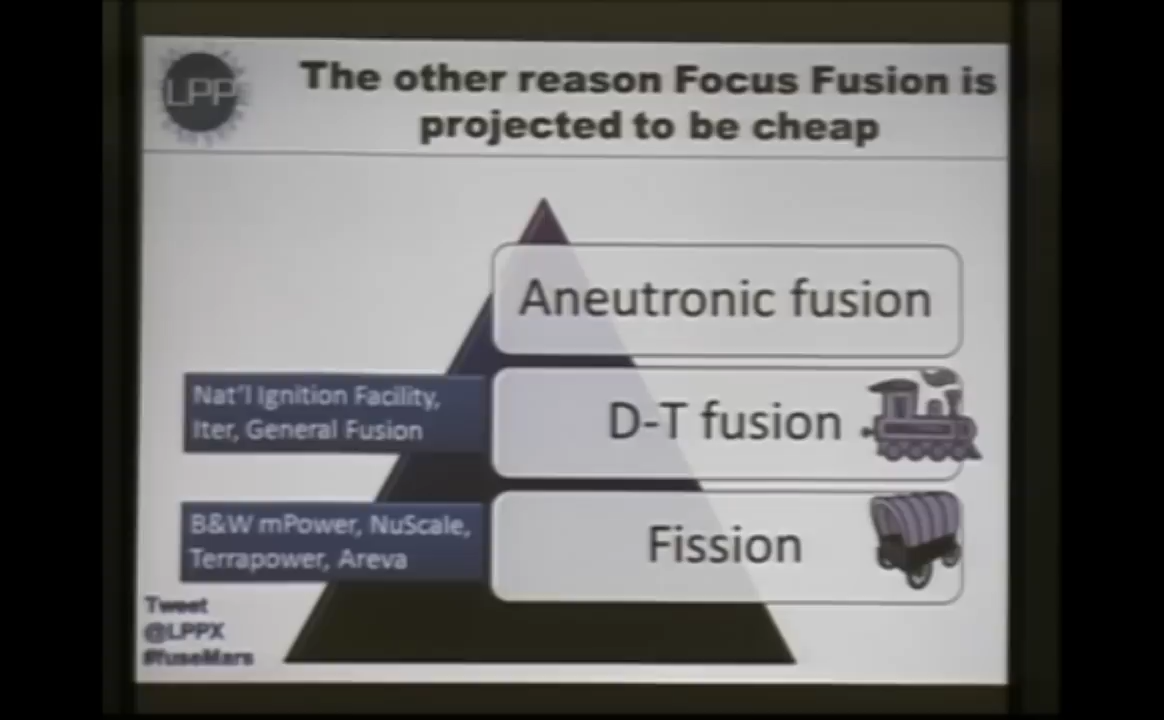 LPP
The other reason Focus Fusion is
projected to be cheap
Aneutronic fusion
Nat'l Ignition Facility,
Iter, General Fusion
D-T fusion
B&W mPower, NuScale,
Terrapower, Areva
Fission
Tweet
@LPPX
#fuseMars